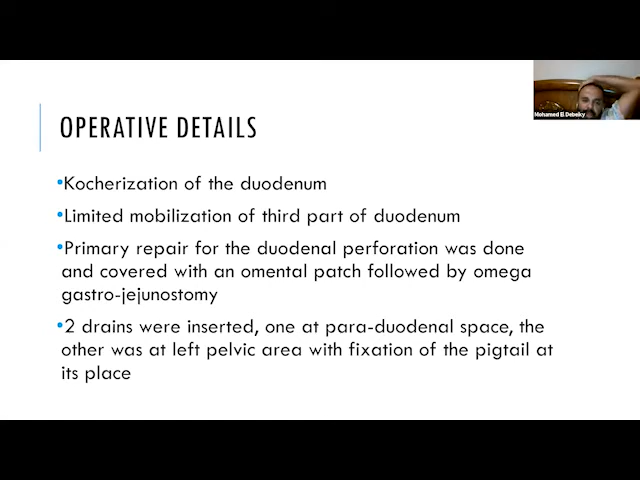 Mohamed El Debeiky
OPERATIVE DETAILS
•Kocherization of the duodenum
•Limited mobilization of third part of duodenum
•Primary repair for the duodenal perforation was done
and covered with an omental patch followed by omega
gastro-jejunostomy
•2 drains were inserted, one at para-duodenal space, the
other was at left pelvic area with fixation of the pigtail at
its place